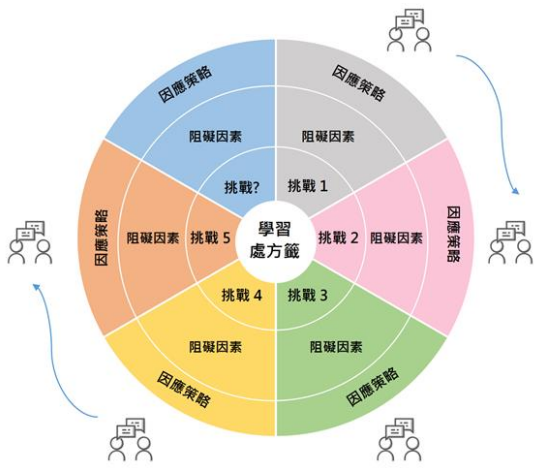 學習
處方籤
挑戰 1
阻礙因素
因應策略
挑戰 2
阻礙因素
因應策略
挑戰 3
阻礙因素
因應策略
挑戰 4
阻礙因素
因應策略
挑戰 5
阻礙因素
因應策略
挑戰?
阻礙因素
因應策略